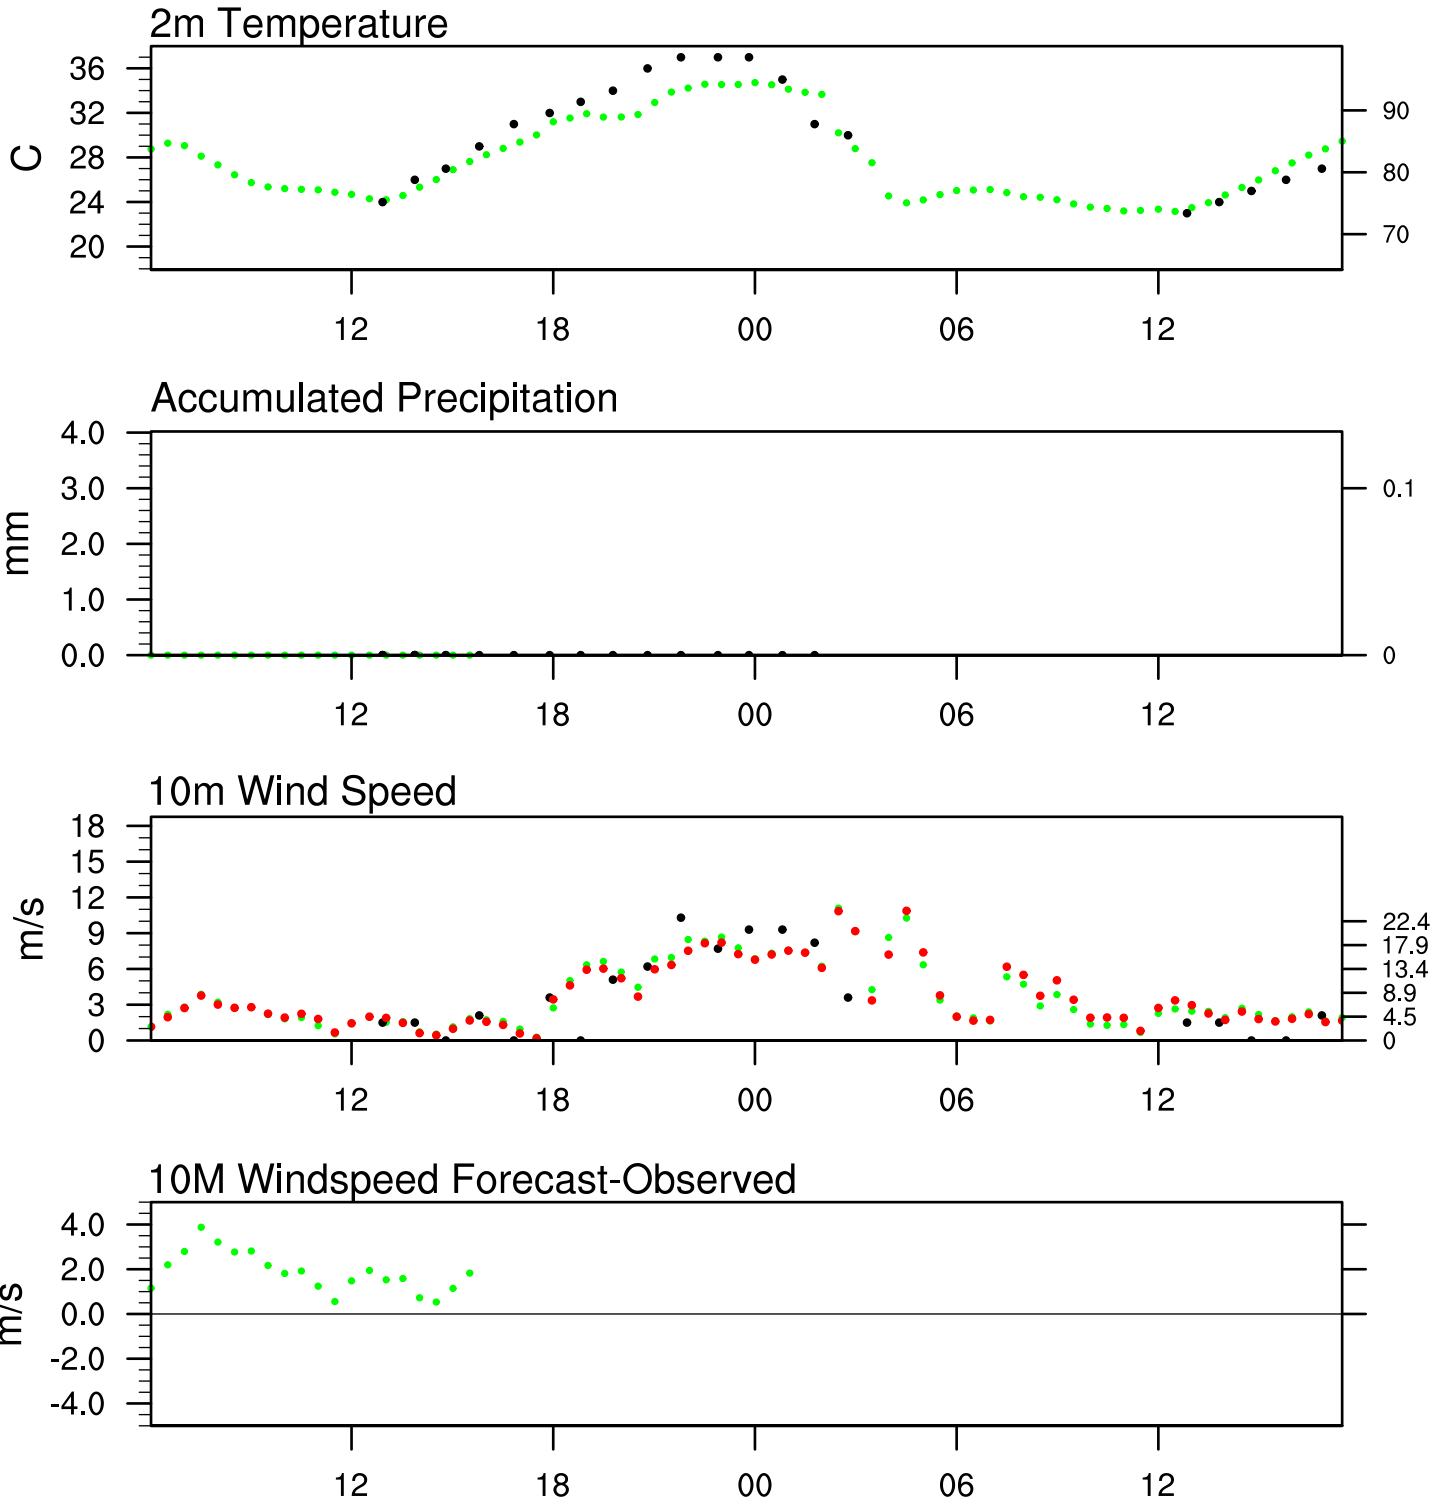 2m Temperature
36
32
28
24
20
C
90
80
70
12 18 00 06 12
Accumulated Precipitation
4.0
3.0
2.0
1.0
0.0
mm
0.1
0
12 18 00 06 12
10m Wind Speed
18
15
12
9
6
3
0
m/s
22.4
17.9
13.4
8.9
4.5
0
12 18 00 06 12
10M Windspeed Forecast-Observed
4.0
2.0
0.0
-2.0
-4.0
m/s
12 18 00 06 12